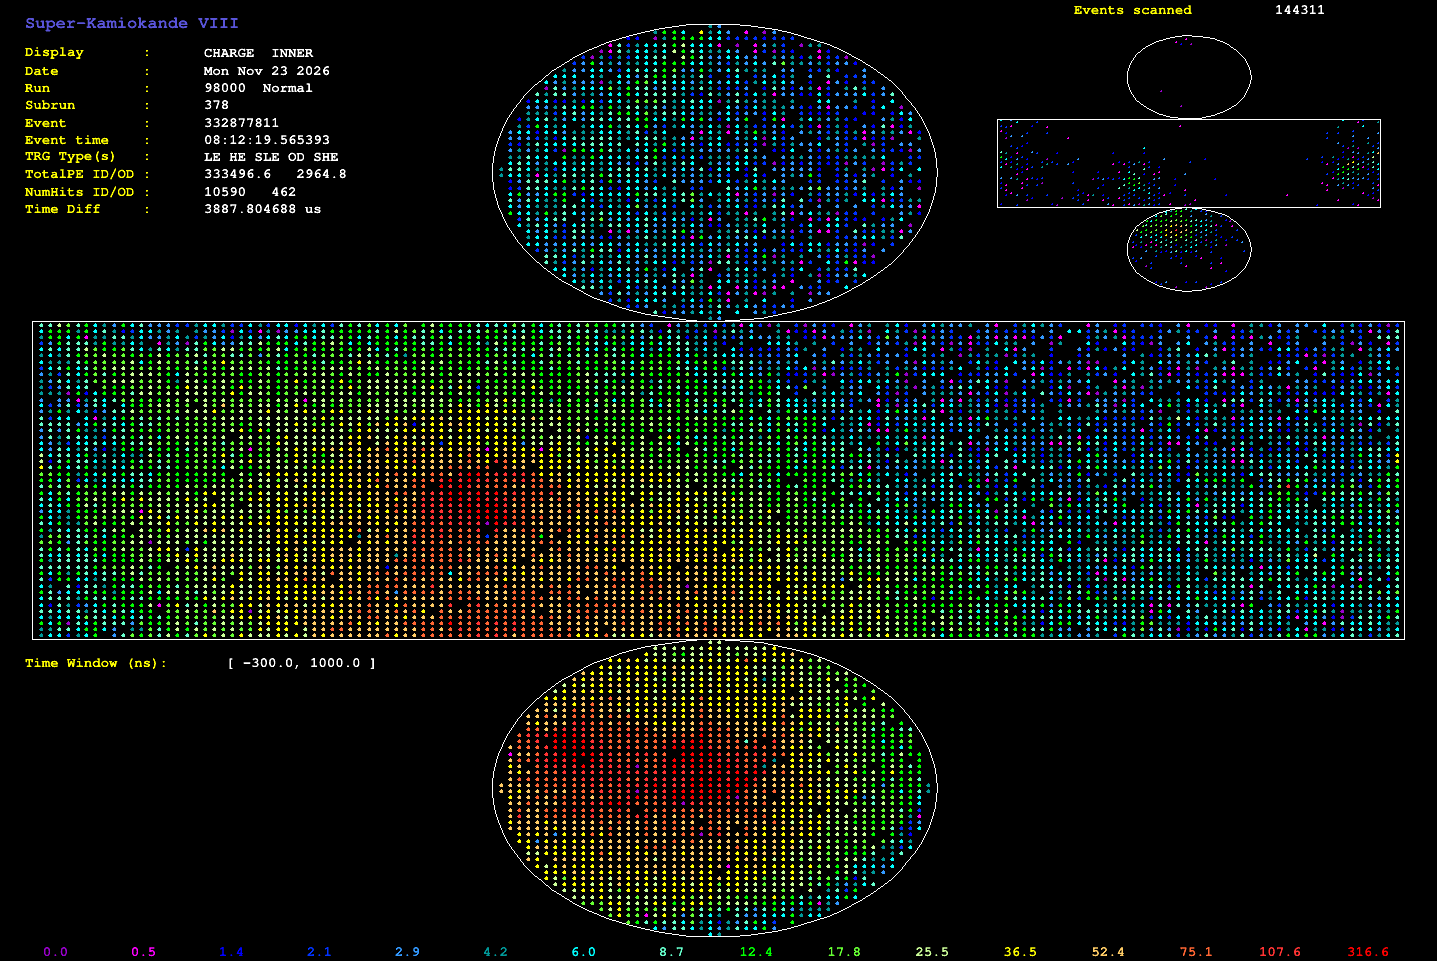 Super-Kamiokande VIII
Display : CHARGE INNER
Date : Mon Nov 23 2026
Run : 98000 Normal
Subrun : 378
Event : 332877811
Event time : 08:12:19.565393
TRG Type(s) : LE HE SLE OD SHE
TotalPE ID/OD : 333496.6 2964.8
NumHits ID/OD : 10590 462
Time Diff : 3887.804688 us
Events scanned 144311
Time Window (ns): [ -300.0, 1000.0 ]
0.0 0.5 1.4 2.1 2.9 4.2 6.0 8.7 12.4 17.8 25.5 36.5 52.4 75.1 107.6 316.6